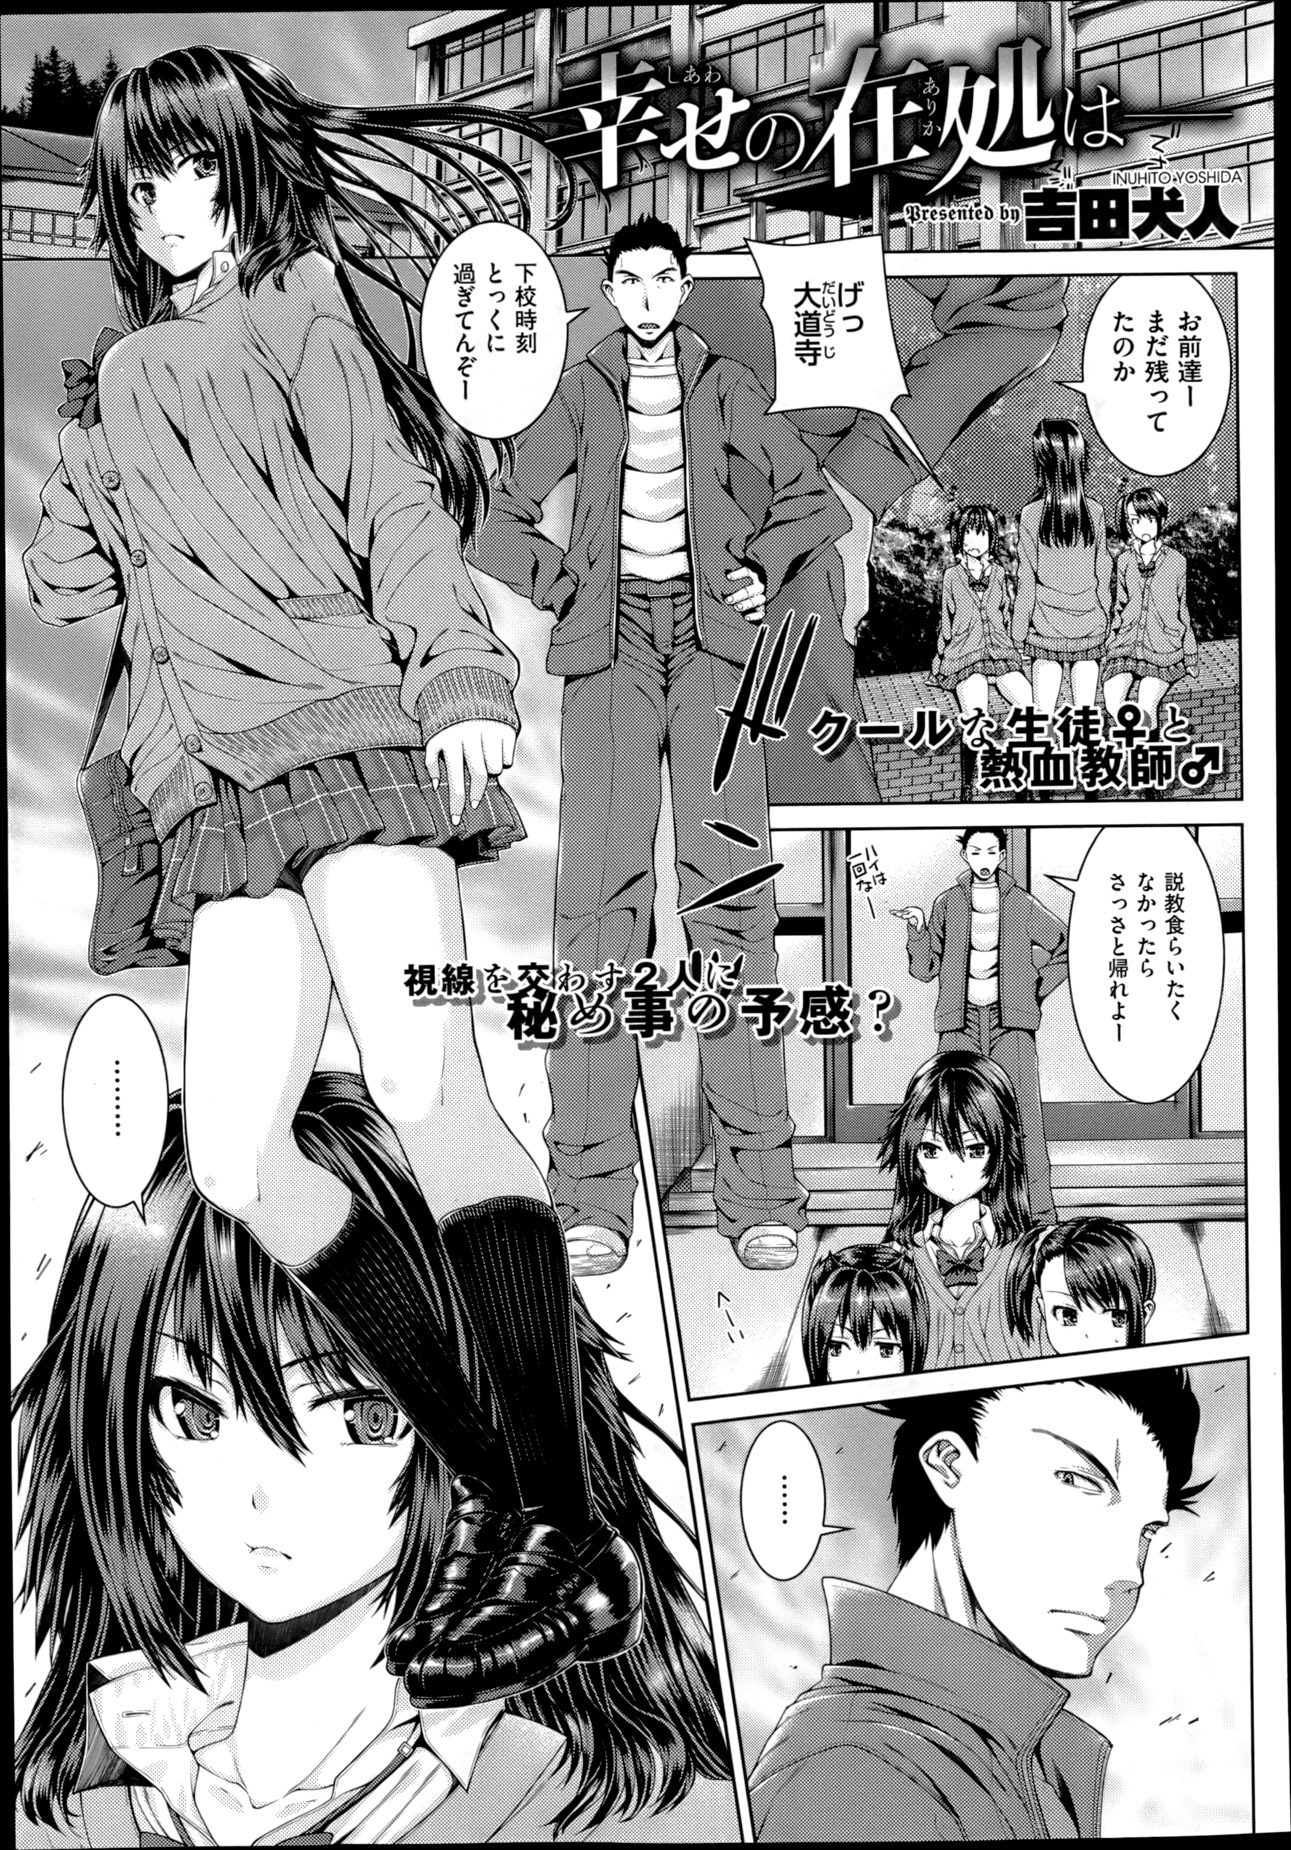 幸せの在処は――
しあわ
ありか
INUHITO YOSHIDA
Presented by 吉田犬人
お前達ー
まだ残って
たのか
げっ
大道寺
だいどうじ
下校時刻
とっくに
過ぎてんぞー
クールな生徒♀と
熱血教師♂
説教食らいたく
なかったら
さっさと帰れよー
ハイは
一回なー
へーい
視線を交わす2人に
秘め事の予感?
……
………